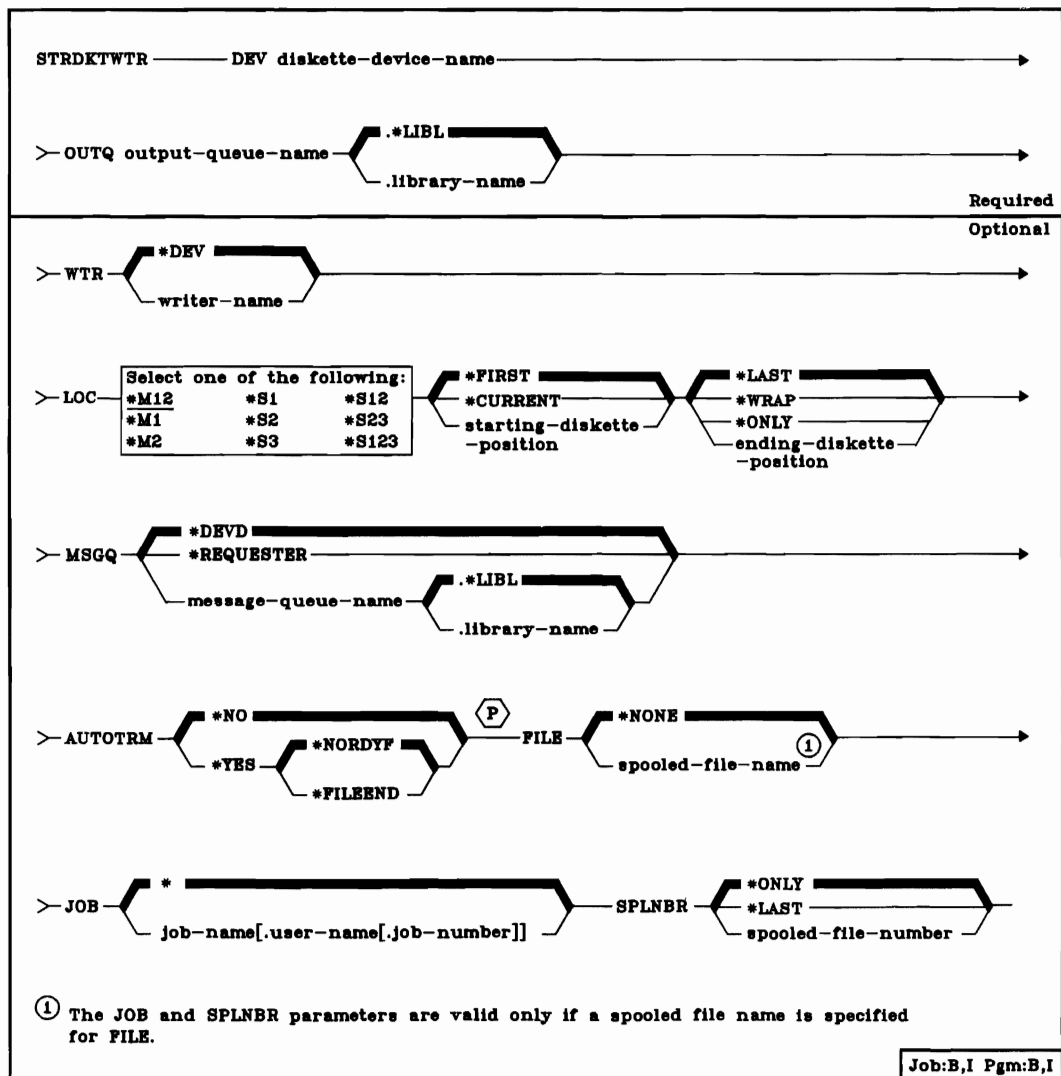 STRDKTWTR DEV diskette-device-name
>OUTQ output-queue-name .*LIBL
.library-name
Required
Optional
>WTR *DEV
writer-name
>LOC Select one of the following: *FIRST *LAST
*M12 *S1 *S12 *CURRENT *WRAP
*M1 *S2 *S23 starting-diskette *ONLY
*M2 *S3 *S123 -position ending-diskette
-position
>MSGQ *DEVD
*REQUESTER
message-queue-name .*LIBL
.library-name
>AUTOTRM *NO P FILE *NONE
*YES *NORDYF spooled-file-name 1
*FILEEND
>JOB * SPLNBR *ONLY
job-name[.user-name[.job-number]] *LAST
spooled-file-number
① The JOB and SPLNBR parameters are valid only if a spooled file name is specified
for FILE.
Job:B,I Pgm:B,I